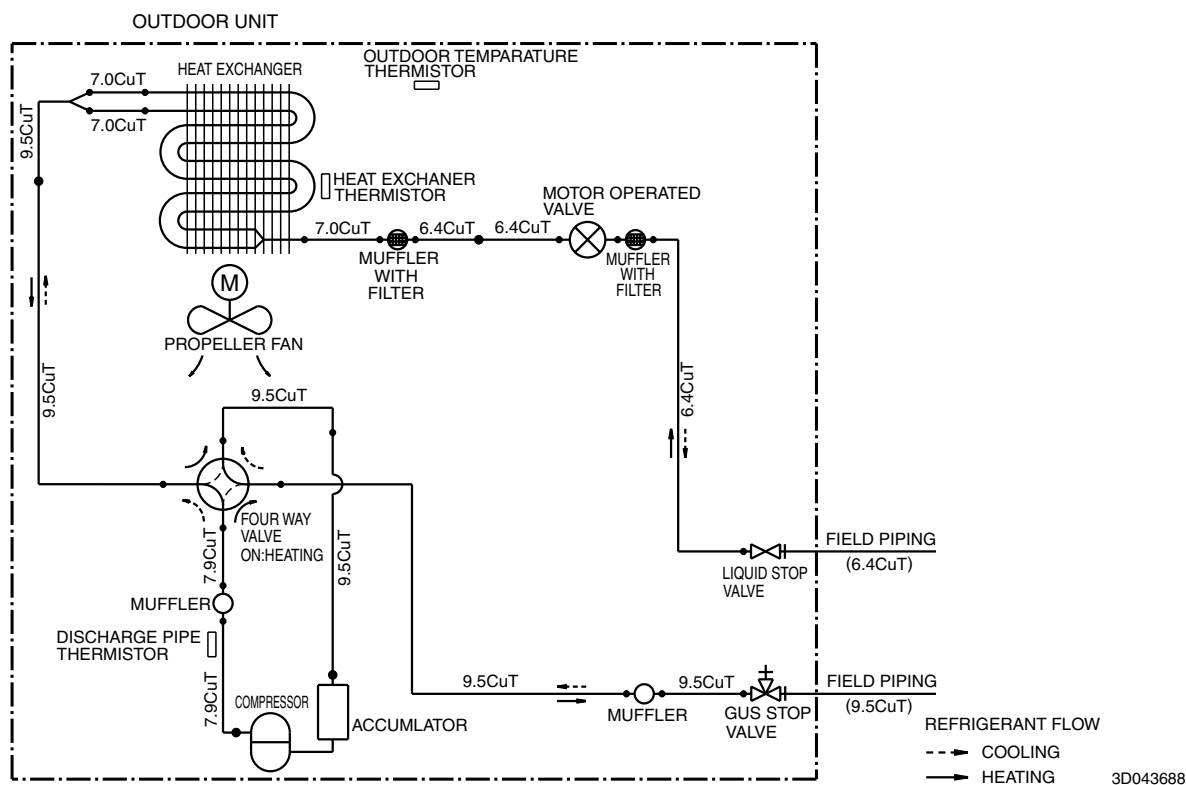 OUTDOOR UNIT
OUTDOOR TEMPARATURE
THERMISTOR
HEAT EXCHANGER
7.0CuT
7.0CuT
9.5CuT
HEAT EXCHANER
THERMISTOR
MOTOR OPERATED
VALVE
7.0CuT
6.4CuT
6.4CuT
MUFFLER
WITH
FILTER
MUFFLER
WITH
FILTER
M
PROPELLER FAN
9.5CuT
9.5CuT
6.4CuT
FOUR WAY
VALVE
ON:HEATING
7.9CuT
9.5CuT
FIELD PIPING
(6.4CuT)
LIQUID STOP
VALVE
MUFFLER
DISCHARGE PIPE
THERMISTOR
7.9CuT
COMPRESSOR
ACCUMLATOR
9.5CuT
9.5CuT
MUFFLER
GUS STOP
VALVE
FIELD PIPING
(9.5CuT)
REFRIGERANT FLOW
COOLING
HEATING
3D043688